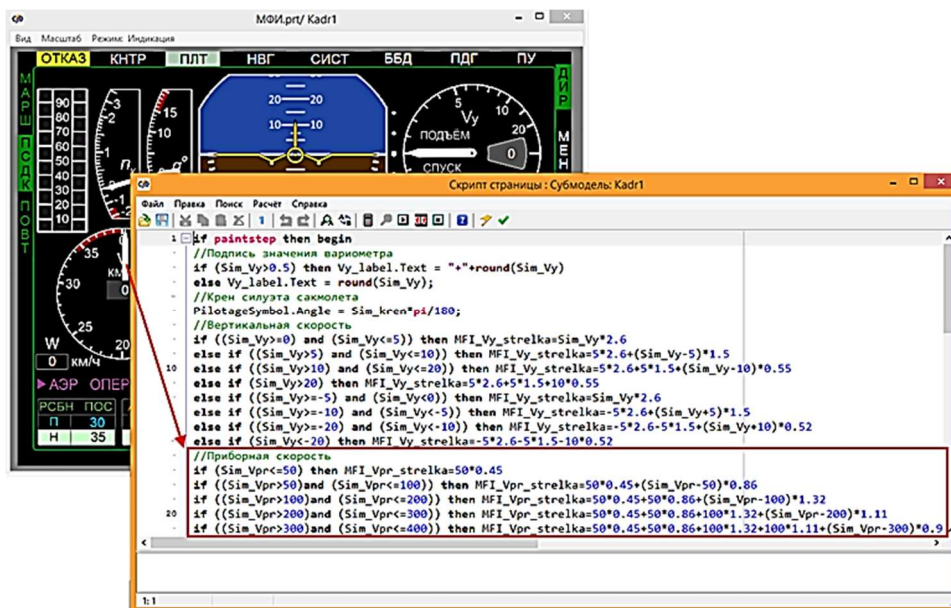 МФИ.prt/ Kadr1
Вид Масштаб Режим: Индикация
ОТКАЗ КНТР ПЛТ НВГ СИСТ ББД ПДГ ПУ
МАРШ ПСДК ПОВТ
90
80
70
60
50
40
30
20
10
3
2
15
10
20 20
10 10
5
10
20
Vy
ПОДЪЁМ
0
СПУСК
ДИР
МЕН
35
30
25
20
0
W
0 КМ/Ч
АЭР ОПЕР
РСБН ПОС
П 30
Н 35
Скрипт страницы : Субмодель: Kadr1
Файл Правка Поиск Расчёт Справка
1 if paintstep then begin
//Подпись значения вариометра
if (Sim_Vy>0.5) then Vy_label.Text = "+"+round(Sim_Vy)
else Vy_label.Text = round(Sim_Vy);
//Крен силуэта сакмолета
PilotageSymbol.Angle = Sim_kren*pi/180;
//Вертикальная скорость
if ((Sim_Vy>=0) and (Sim_Vy<=5)) then MFI_Vy_strelka=Sim_Vy*2.6
else if ((Sim_Vy>5) and (Sim_Vy<=10)) then MFI_Vy_strelka=5*2.6+(Sim_Vy-5)*1.5
10 else if ((Sim_Vy>10) and (Sim_Vy<=20)) then MFI_Vy_strelka=5*2.6+5*1.5+(Sim_Vy-10)*0.55
else if (Sim_Vy>20) then MFI_Vy_strelka=5*2.6+5*1.5+10*0.55
else if ((Sim_Vy>=-5) and (Sim_Vy<0)) then MFI_Vy_strelka=Sim_Vy*2.6
else if ((Sim_Vy>=-10) and (Sim_Vy<-5)) then MFI_Vy_strelka=-5*2.6+(Sim_Vy+5)*1.5
else if ((Sim_Vy>=-20) and (Sim_Vy<-10)) then MFI_Vy_strelka=-5*2.6-5*1.5+(Sim_Vy+10)*0.52
else if (Sim_Vy<-20) then MFI_Vy_strelka=-5*2.6-5*1.5-10*0.52
//Приборная скорость
if (Sim_Vpr<=50) then MFI_Vpr_strelka=50*0.45
if ((Sim_Vpr>50)and (Sim_Vpr<=100)) then MFI_Vpr_strelka=50*0.45+(Sim_Vpr-50)*0.86
if ((Sim_Vpr>100)and (Sim_Vpr<=200)) then MFI_Vpr_strelka=50*0.45+50*0.86+(Sim_Vpr-100)*1.32
20 if ((Sim_Vpr>200)and (Sim_Vpr<=300)) then MFI_Vpr_strelka=50*0.45+50*0.86+100*1.32+(Sim_Vpr-200)*1.11
if ((Sim_Vpr>300)and (Sim_Vpr<=400)) then MFI_Vpr_strelka=50*0.45+50*0.86+100*1.32+100*1.11+(Sim_Vpr-300)*0.9
1: 1